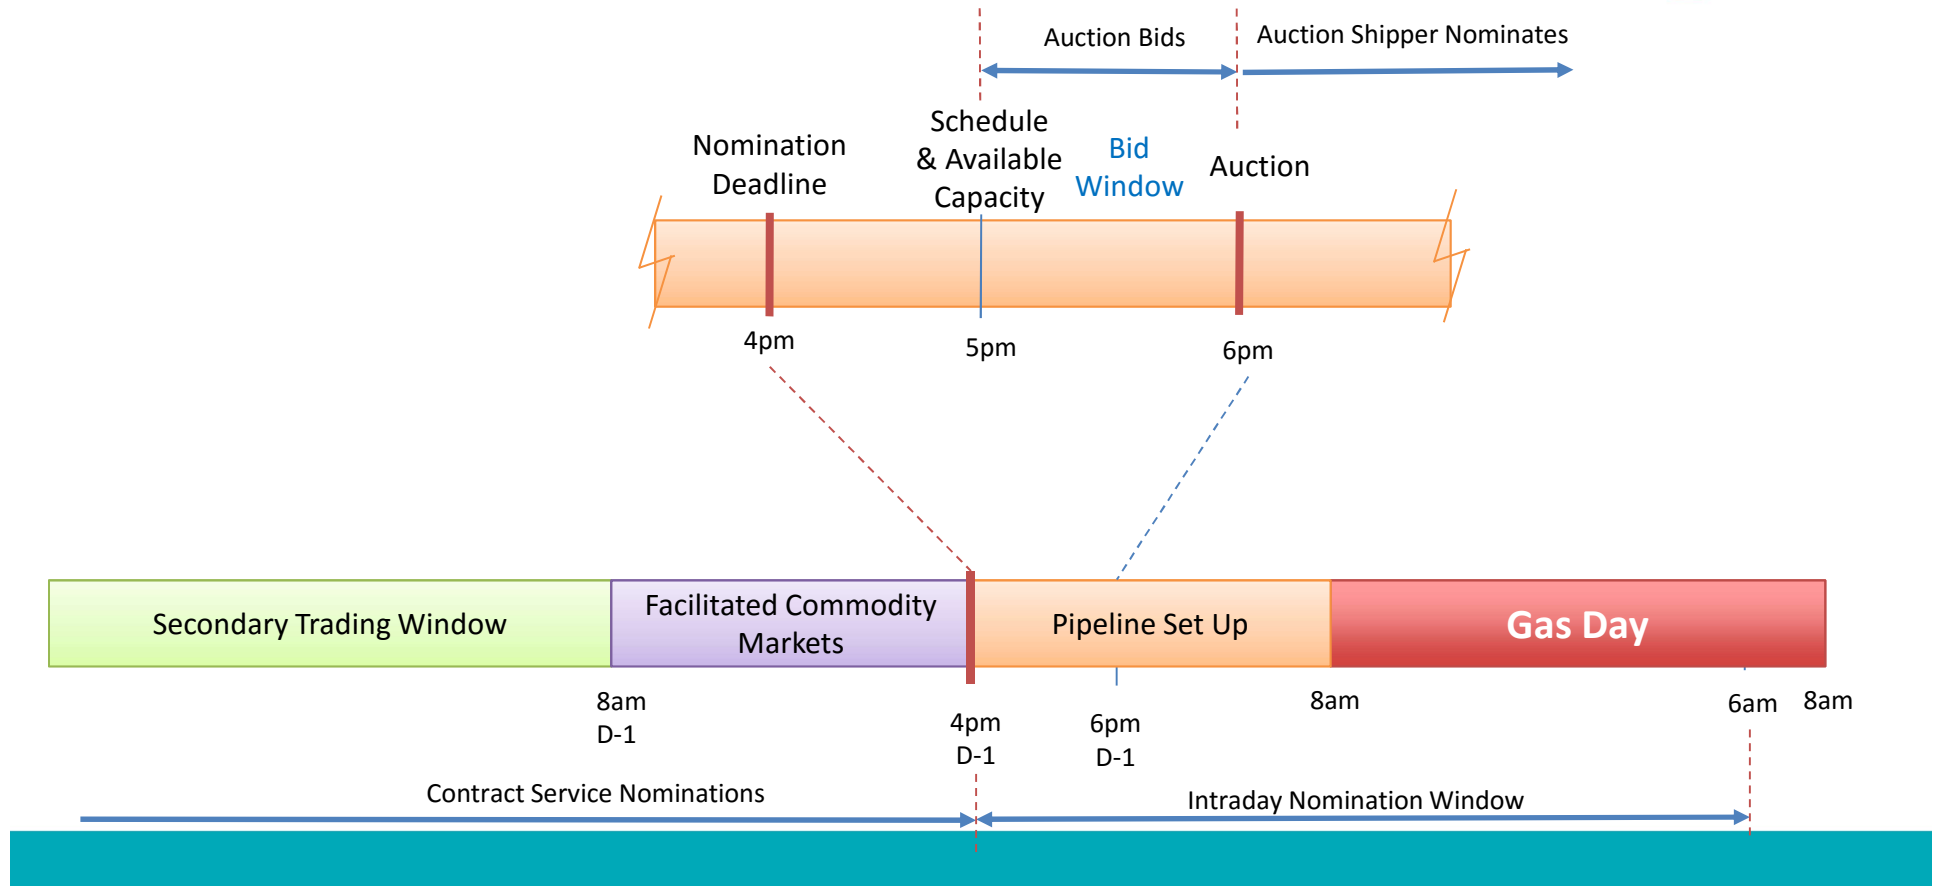 Auction Bids
Auction Shipper Nominates
Nomination
Deadline
Schedule
& Available
Capacity
Bid
Window
Auction
4pm
5pm
6pm
Secondary Trading Window
Facilitated Commodity
Markets
Pipeline Set Up
Gas Day
8am
D-1
4pm
D-1
6pm
D-1
8am
6am
8am
Contract Service Nominations
Intraday Nomination Window